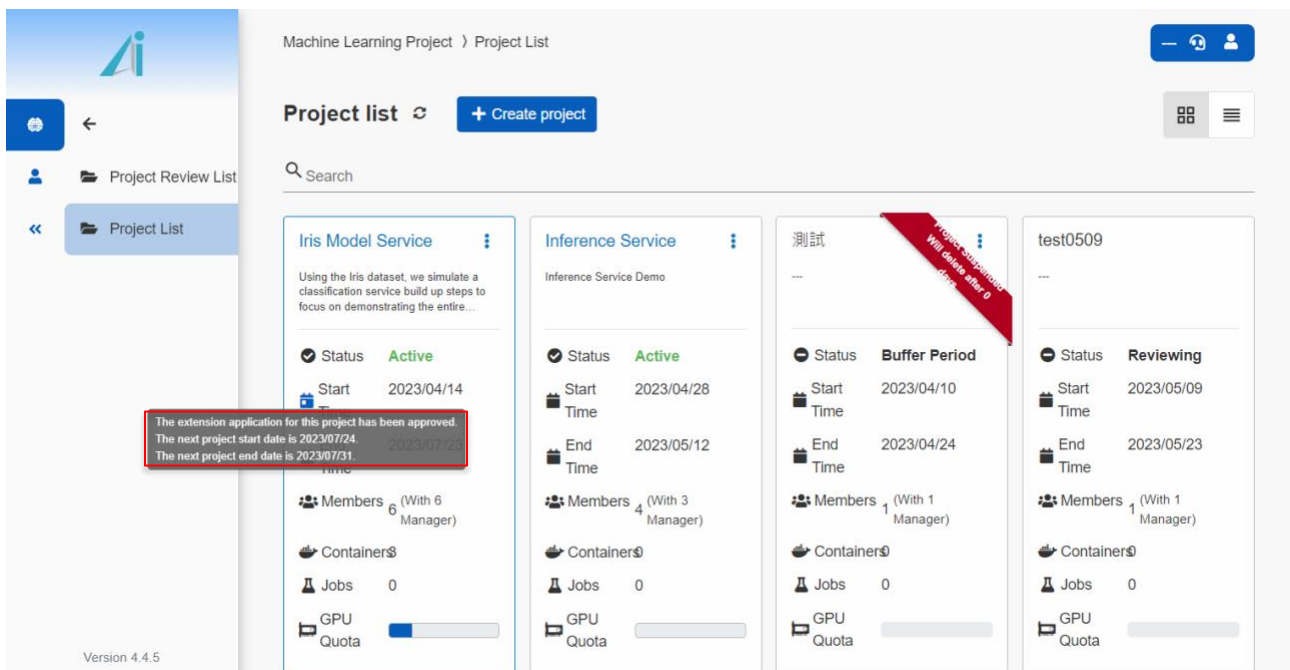 Ai
Machine Learning Project 〉 Project List
Project list
+ Create project
Project Review List
Search
Project List
Iris Model Service
Using the Iris dataset, we simulate a
classification service build up steps to
focus on demonstrating the entire...
Status Active
Start Time 2023/04/14
The extension application for this project has been approved.
The next project start date is 2023/07/24.
The next project end date is 2023/07/31.
2023/07/23
Time
Members 6 (With 6 Manager)
Containers 3
Jobs 0
GPU Quota
Inference Service
Inference Service Demo
Status Active
Start Time 2023/04/28
End Time 2023/05/12
Members 4 (With 3 Manager)
Containers 0
Jobs 0
GPU Quota
測試
Project Suspended
Will delete after 0
days.
---
Status Buffer Period
Start Time 2023/04/10
End Time 2023/04/24
Members 1 (With 1 Manager)
Containers 0
Jobs 0
GPU Quota
test0509
---
Status Reviewing
Start Time 2023/05/09
End Time 2023/05/23
Members 1 (With 1 Manager)
Containers 0
Jobs 0
GPU Quota
Version 4.4.5